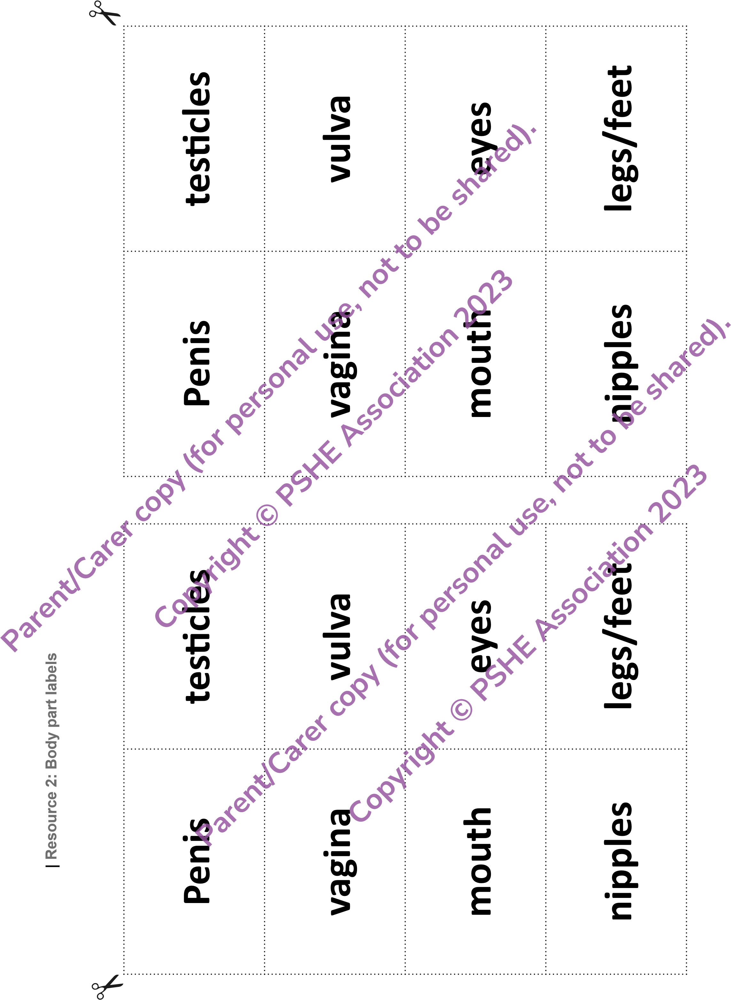 | Resource 2: Body part labels
Penis
testicles
Penis
testicles
vagina
vulva
vagina
vulva
mouth
eyes
mouth
eyes
nipples
legs/feet
nipples
legs/feet
Parent/Carer copy (for personal use, not to be shared).
Copyright © PSHE Association 2023
Parent/Carer copy (for personal use, not to be shared).
Copyright © PSHE Association 2023